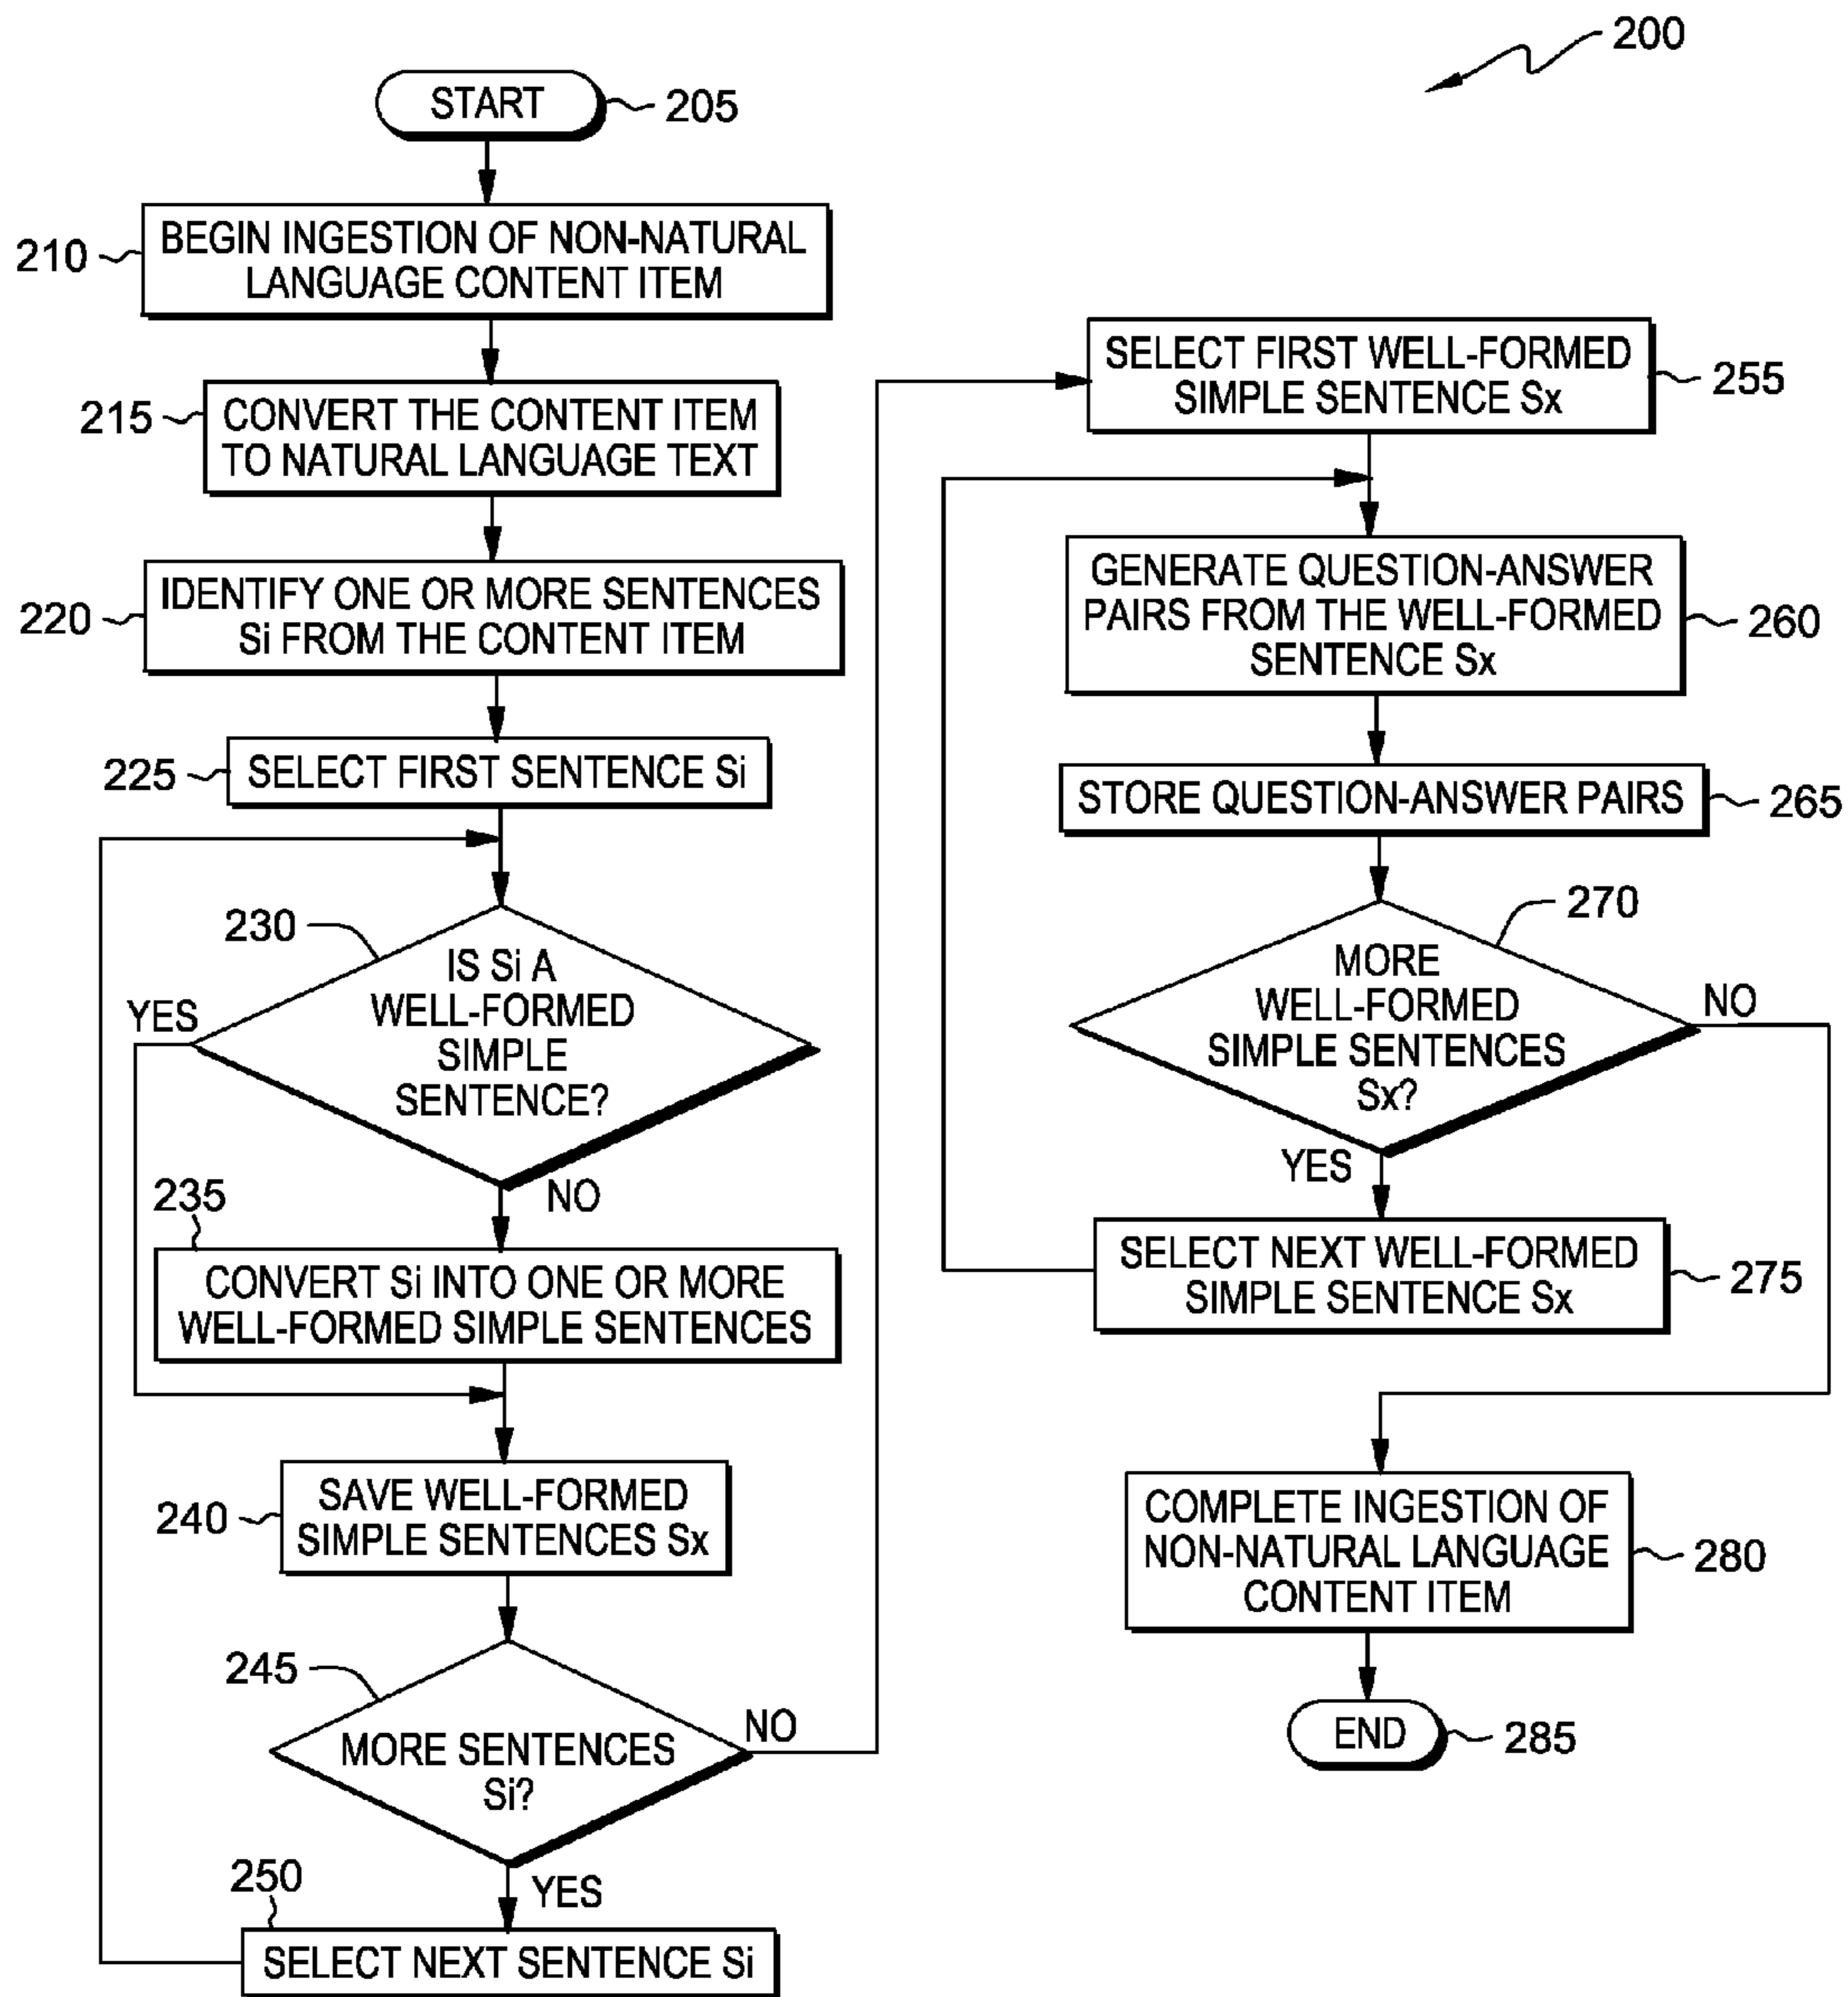 200
START
205
210
BEGIN INGESTION OF NON-NATURAL
LANGUAGE CONTENT ITEM
215
CONVERT THE CONTENT ITEM
TO NATURAL LANGUAGE TEXT
220
IDENTIFY ONE OR MORE SENTENCES
Si FROM THE CONTENT ITEM
225
SELECT FIRST SENTENCE Si
230
IS Si A
WELL-FORMED
SIMPLE
SENTENCE?
YES
NO
235
CONVERT Si INTO ONE OR MORE
WELL-FORMED SIMPLE SENTENCES
240
SAVE WELL-FORMED
SIMPLE SENTENCES Sx
245
MORE SENTENCES
Si?
NO
YES
250
SELECT NEXT SENTENCE Si
SELECT FIRST WELL-FORMED
SIMPLE SENTENCE Sx
255
GENERATE QUESTION-ANSWER
PAIRS FROM THE WELL-FORMED
SENTENCE Sx
260
STORE QUESTION-ANSWER PAIRS
265
270
MORE
WELL-FORMED
SIMPLE SENTENCES
Sx?
NO
YES
SELECT NEXT WELL-FORMED
SIMPLE SENTENCE Sx
275
COMPLETE INGESTION OF
NON-NATURAL LANGUAGE
CONTENT ITEM
280
END
285